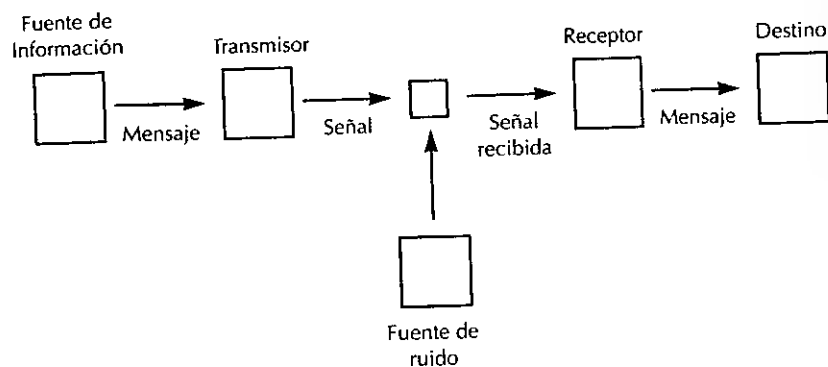 Fuente de
Información
Transmisor
Receptor
Destino
Mensaje
Señal
Señal
recibida
Mensaje
Fuente de
ruido